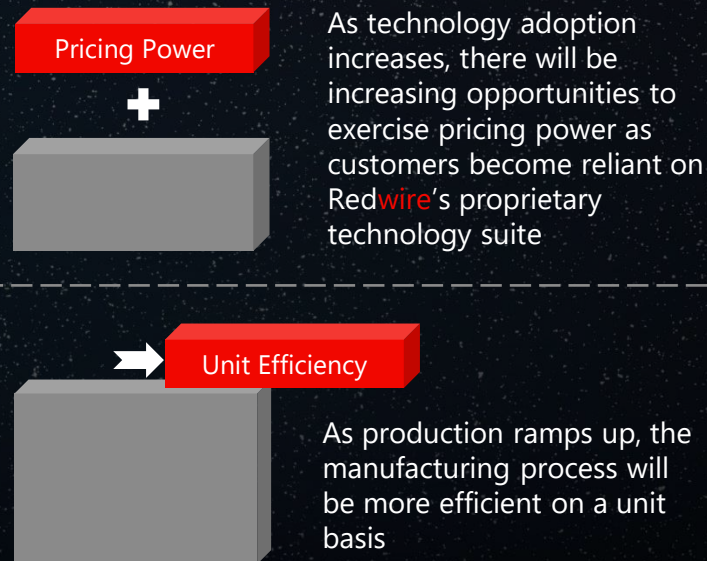 Pricing Power
As technology adoption
increases, there will be
increasing opportunities to
exercise pricing power as
customers become reliant on
Redwire's proprietary
technology suite
Unit Efficiency
As production ramps up, the
manufacturing process will
be more efficient on a unit
basis